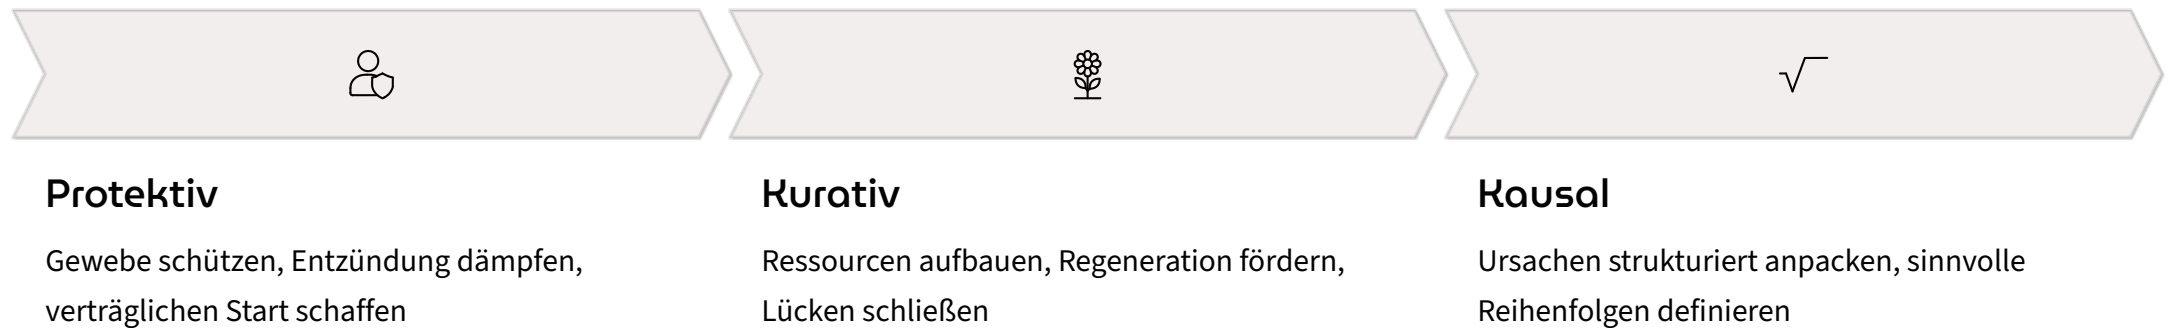 Protektiv
Gewebe schützen, Entzündung dämpfen,
verträglichen Start schaffen
Kurativ
Ressourcen aufbauen, Regeneration fördern,
Lücken schließen
Kausal
Ursachen strukturiert anpacken, sinnvolle
Reihenfolgen definieren